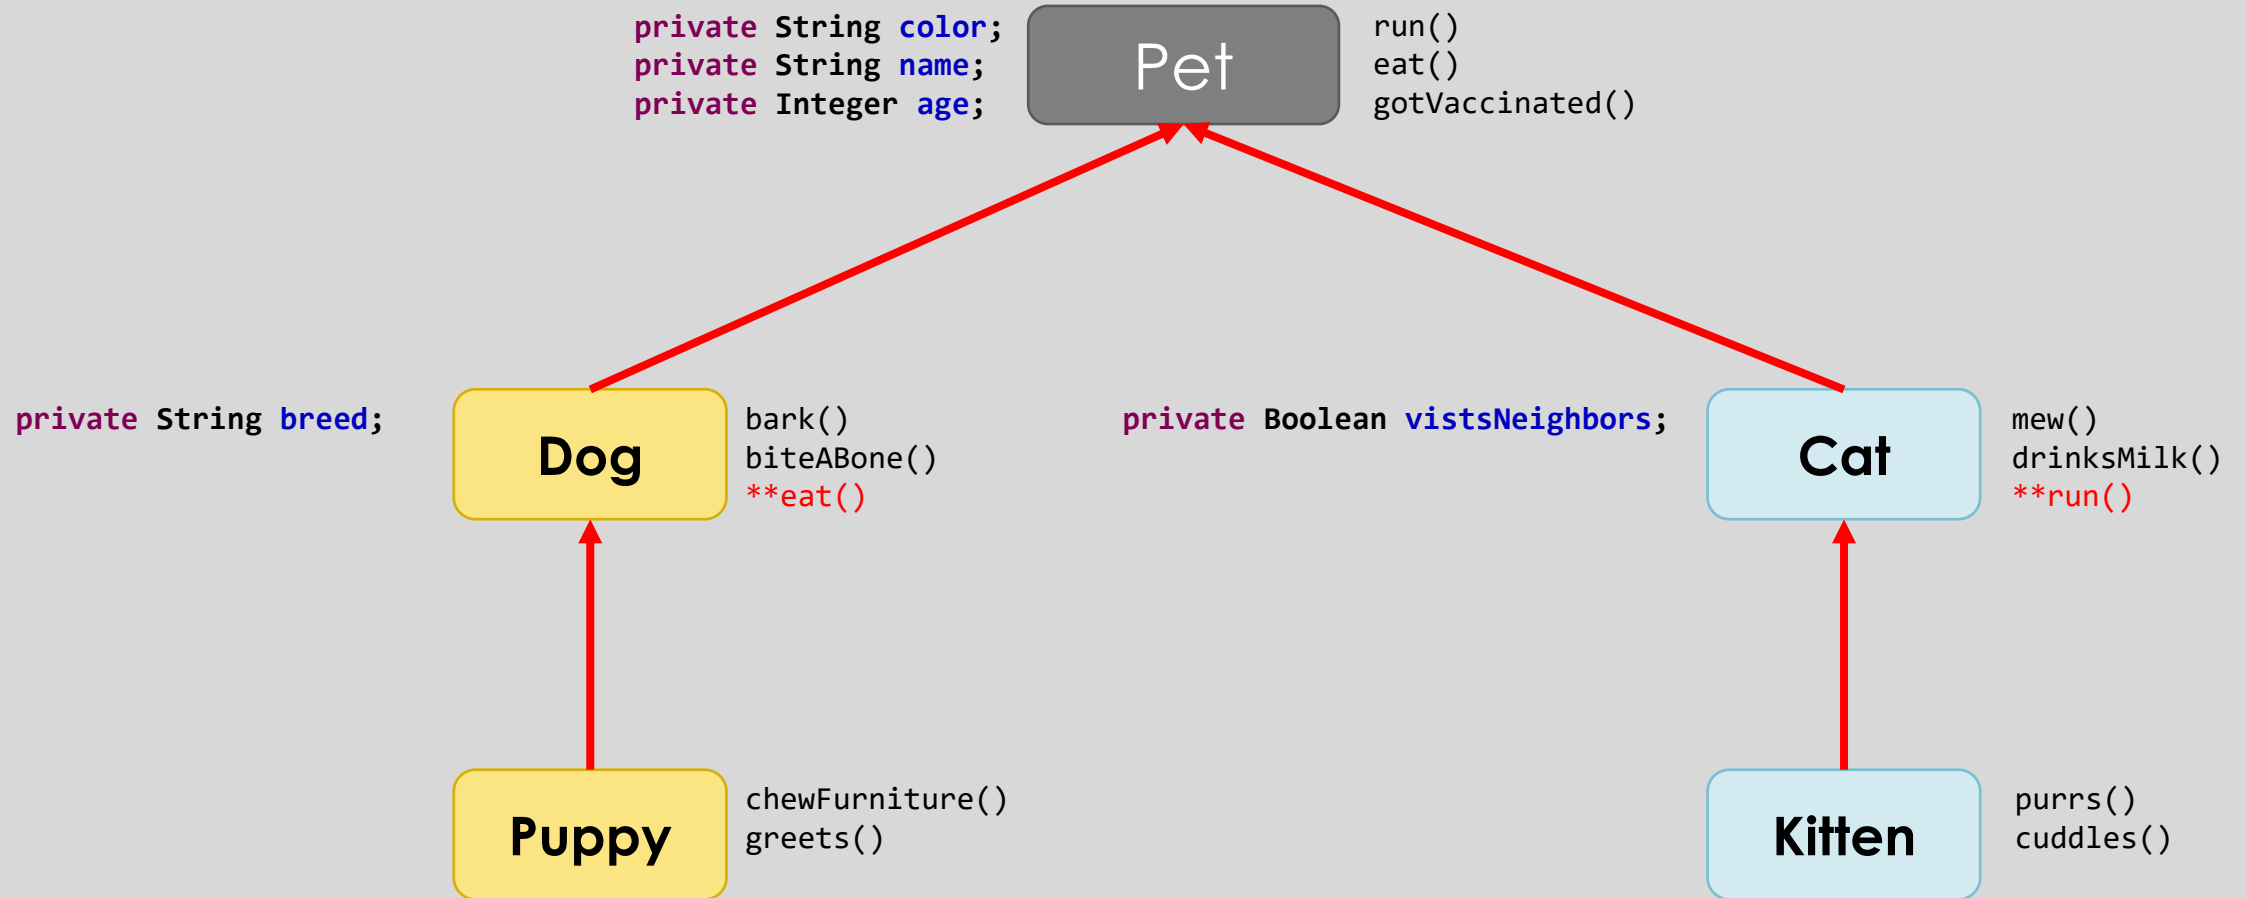 private String color;
private String name;
private Integer age;
Pet
run()
eat()
gotVaccinated()
private String breed;
Dog
bark()
biteABone()
**eat()
private Boolean vistsNeighbors;
Cat
mew()
drinksMilk()
**run()
Puppy
chewFurniture()
greets()
Kitten
purrs()
cuddles()